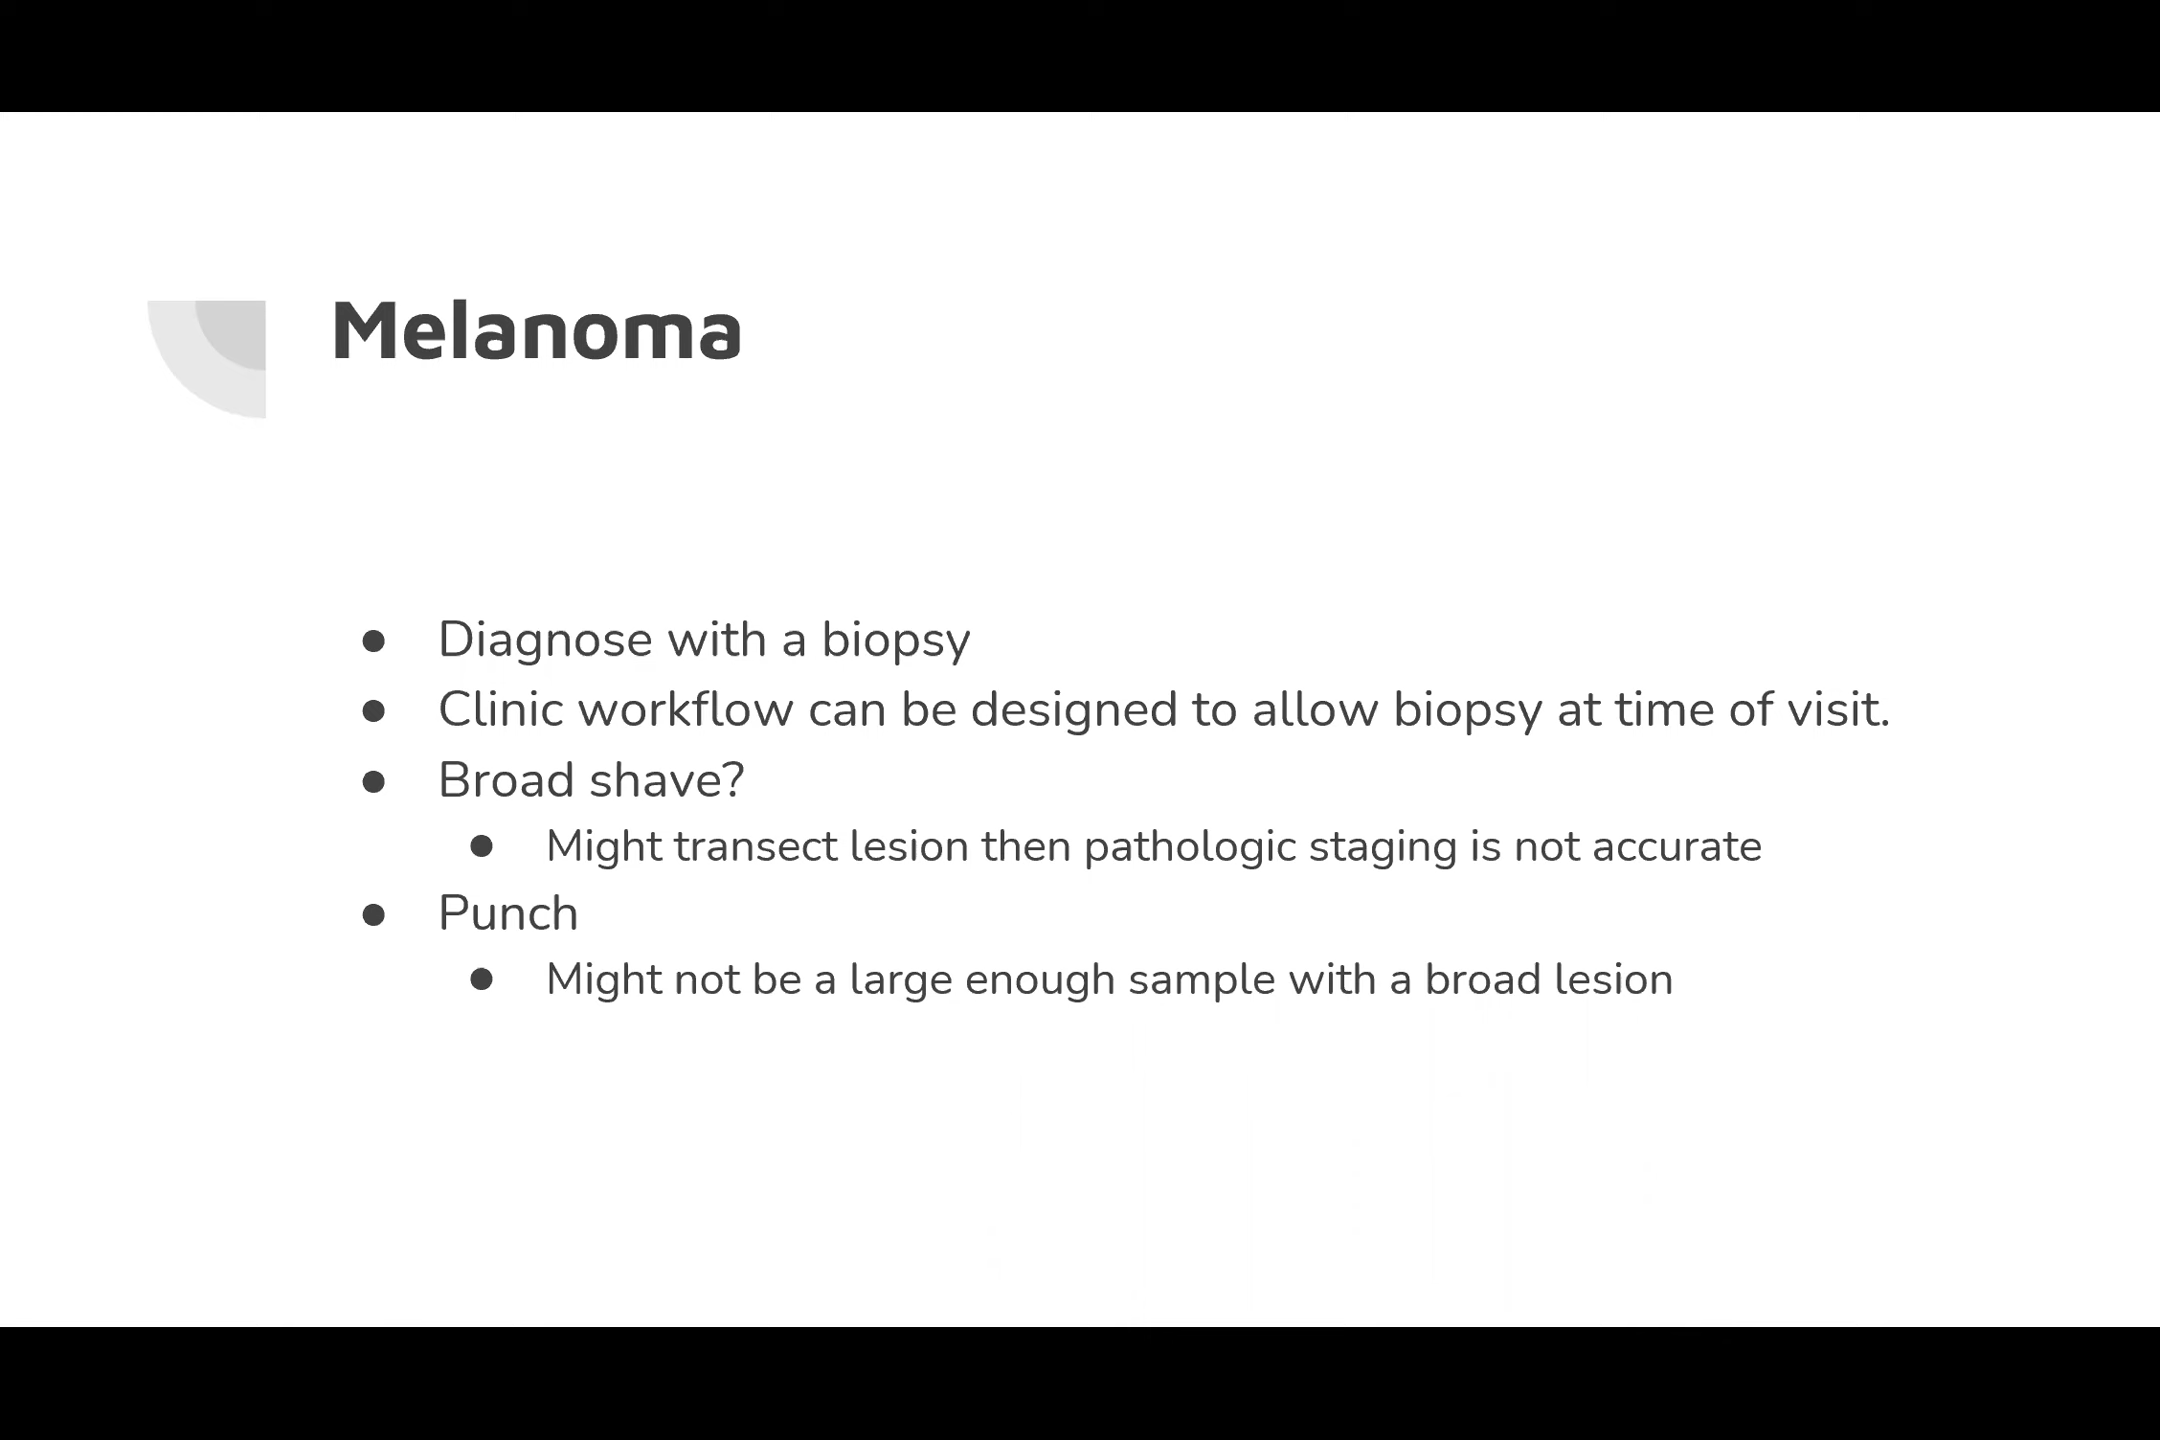 Melanoma
● Diagnose with a biopsy
● Clinic workflow can be designed to allow biopsy at time of visit.
● Broad shave?
● Might transect lesion then pathologic staging is not accurate
● Punch
● Might not be a large enough sample with a broad lesion